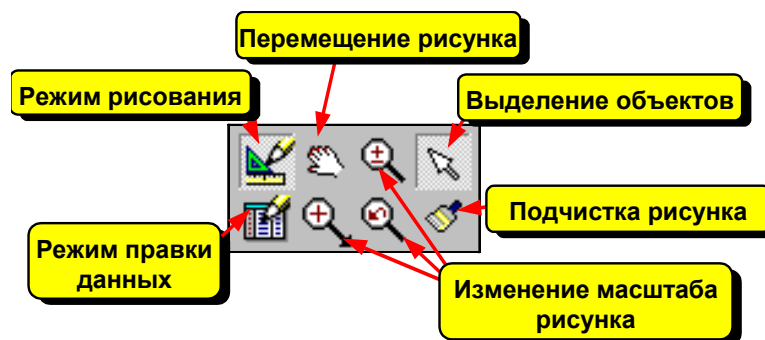 Перемещение рисунка
Режим рисования
Выделение объектов
Подчистка рисунка
Режим правки
данных
Изменение масштаба
рисунка